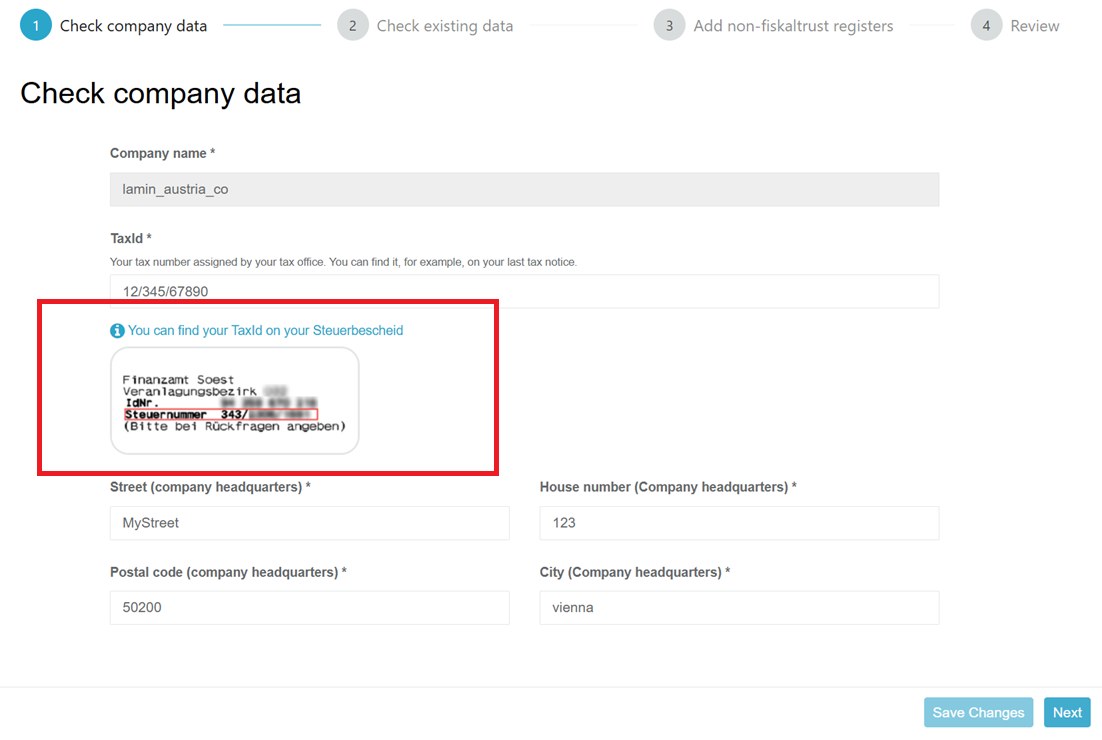 1 Check company data 2 Check existing data 3 Add non-fiskaltrust registers 4 Review
Check company data
Company name *
lamin_austria_co
TaxId *
Your tax number assigned by your tax office. You can find it, for example, on your last tax notice.
12/345/67890
You can find your TaxId on your Steuerbescheid
Finanzamt Soest
Veranlagungsbezirk
IdNr.
Steuernummer 343/
(Bitte bei Rückfragen angeben)
Street (company headquarters) * House number (Company headquarters) *
MyStreet 123
Postal code (company headquarters) * City (Company headquarters) *
50200 vienna
Save Changes Next